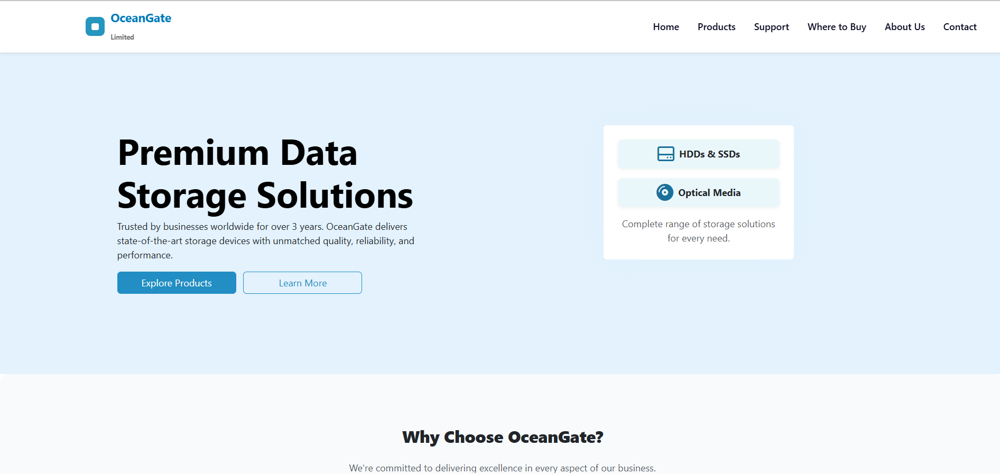 OceanGate
Limited
Home
Products
Support
Where to Buy
About Us
Contact
Premium Data
Storage Solutions
Trusted by businesses worldwide for over 3 years. OceanGate delivers
state-of-the-art storage devices with unmatched quality, reliability, and
performance.
Explore Products
Learn More
HDDs & SSDs
Optical Media
Complete range of storage solutions
for every need.
Why Choose OceanGate?
We're committed to delivering excellence in every aspect of our business.